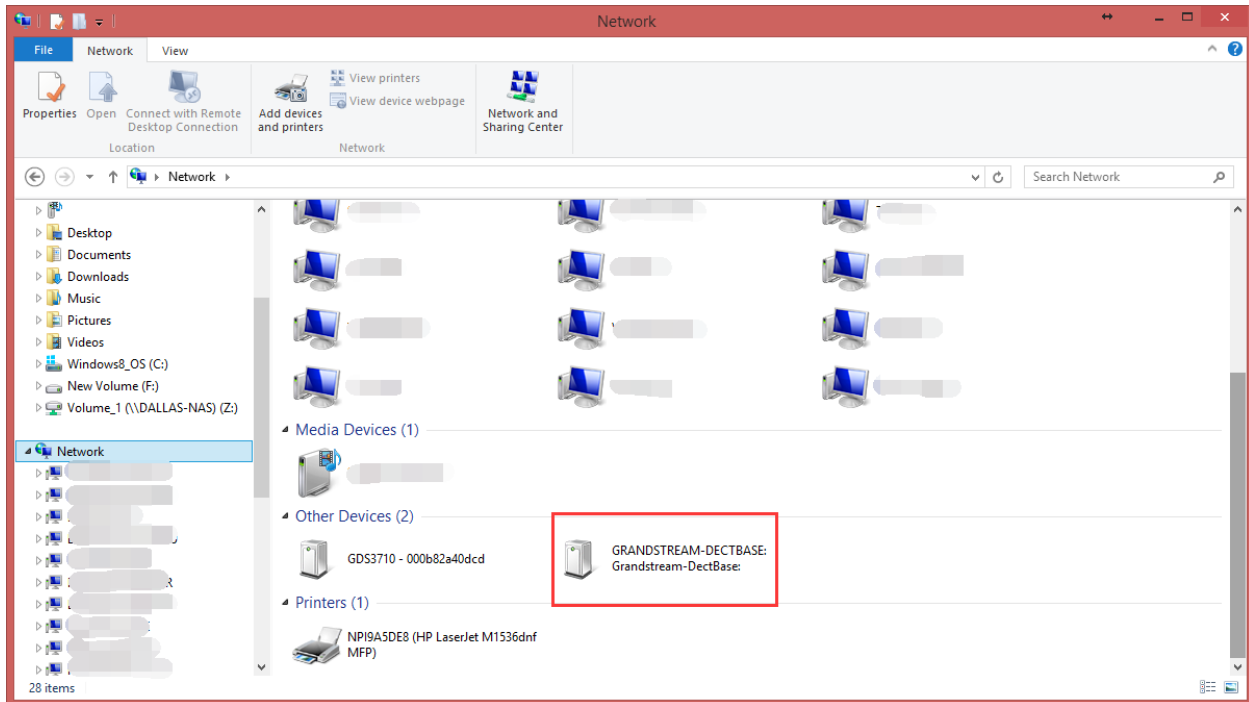 Network
File Network View
Properties
Open
Connect with Remote
Desktop Connection
Location
Add devices
and printers
View printers
View device webpage
Network
Network and
Sharing Center
Network
Search Network
Desktop
Documents
Downloads
Music
Pictures
Videos
Windows8_OS (C:)
New Volume (F:)
Volume_1 (\\DALLAS-NAS) (Z:)
Network
Media Devices (1)
Other Devices (2)
GDS3710 - 000b82a40dcd
GRANDSTREAM-DECTBASE:
Grandstream-DectBase:
Printers (1)
NPI9A5DE8 (HP LaserJet M1536dnf
MFP)
28 items